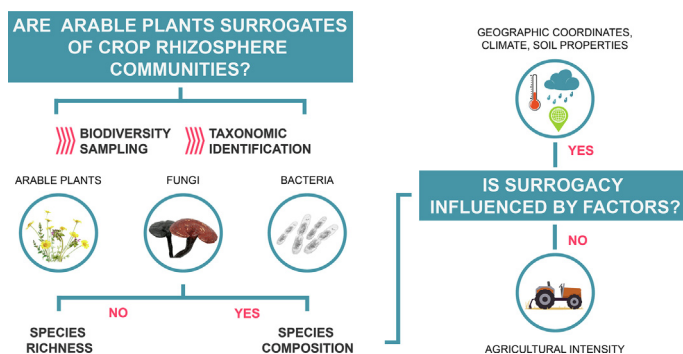 ARE ARABLE PLANTS SURROGATES
OF CROP RHIZOSPHERE
COMMUNITIES?
BIODIVERSITY
SAMPLING
TAXONOMIC
IDENTIFICATION
ARABLE PLANTS
FUNGI
BACTERIA
NO
YES
SPECIES
RICHNESS
SPECIES
COMPOSITION
GEOGRAPHIC COORDINATES,
CLIMATE, SOIL PROPERTIES
YES
IS SURROGACY
INFLUENCED BY FACTORS?
NO
AGRICULTURAL INTENSITY